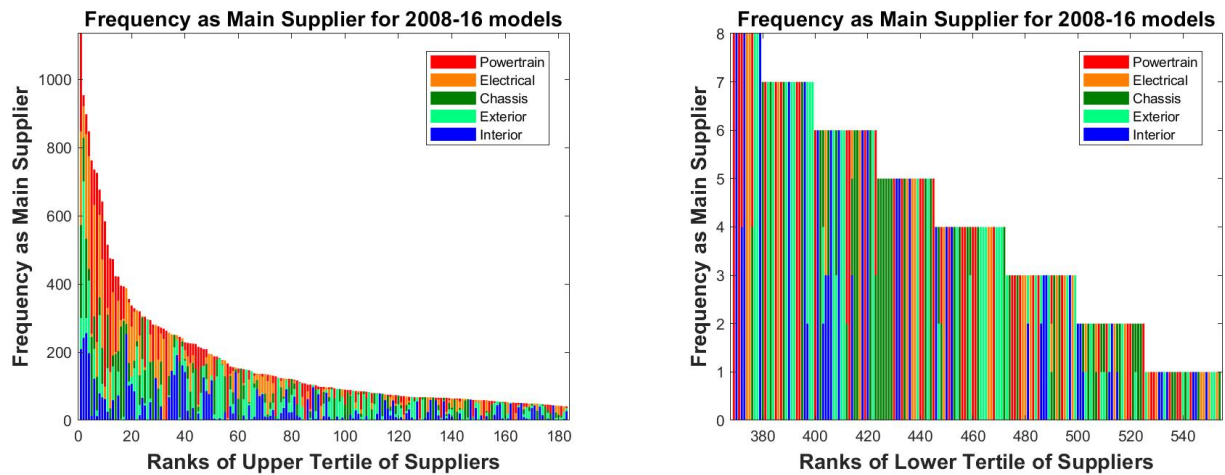 Frequency as Main Supplier for 2008-16 models
Frequency as Main Supplier
1000
800
600
400
200
0
Powertrain
Electrical
Chassis
Exterior
Interior
0 20 40 60 80 100 120 140 160 180
Ranks of Upper Tertile of Suppliers
Frequency as Main Supplier for 2008-16 models
Frequency as Main Supplier
8
7
6
5
4
3
2
1
0
Powertrain
Electrical
Chassis
Exterior
Interior
380 400 420 440 460 480 500 520 540
Ranks of Lower Tertile of Suppliers